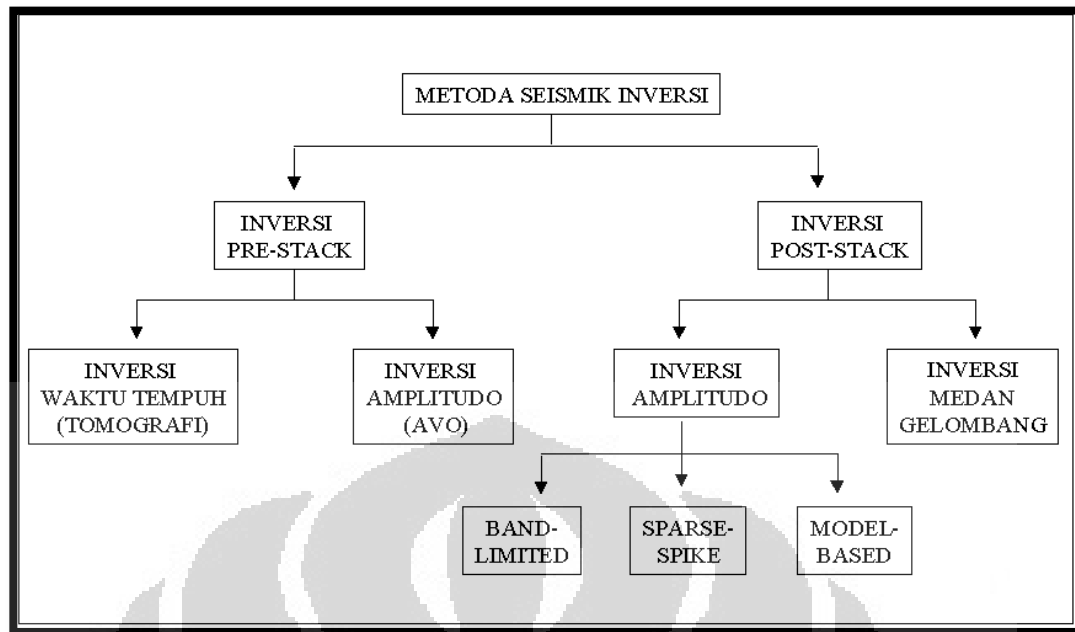 METODA SEISMIK INVERSI
INVERSI
PRE-STACK
INVERSI
POST-STACK
INVERSI
WAKTU TEMPUH
(TOMOGRAFI)
INVERSI
AMPLITUDO
(AVO)
INVERSI
AMPLITUDO
INVERSI
MEDAN
GELOMBANG
BAND-
LIMITED
SPARSE-
SPIKE
MODEL-
BASED